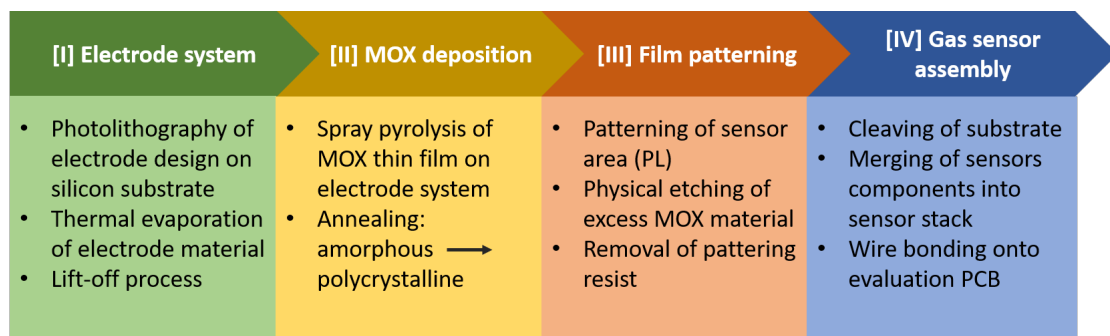 [I] Electrode system
[II] MOX deposition
[III] Film patterning
[IV] Gas sensor
assembly
• Photolithography of
electrode design on
silicon substrate
• Thermal evaporation
of electrode material
• Lift-off process
• Spray pyrolysis of
MOX thin film on
electrode system
• Annealing:
amorphous ⟶
polycrystalline
• Patterning of sensor
area (PL)
• Physical etching of
excess MOX material
• Removal of pattering
resist
• Cleaving of substrate
• Merging of sensors
components into
sensor stack
• Wire bonding onto
evaluation PCB